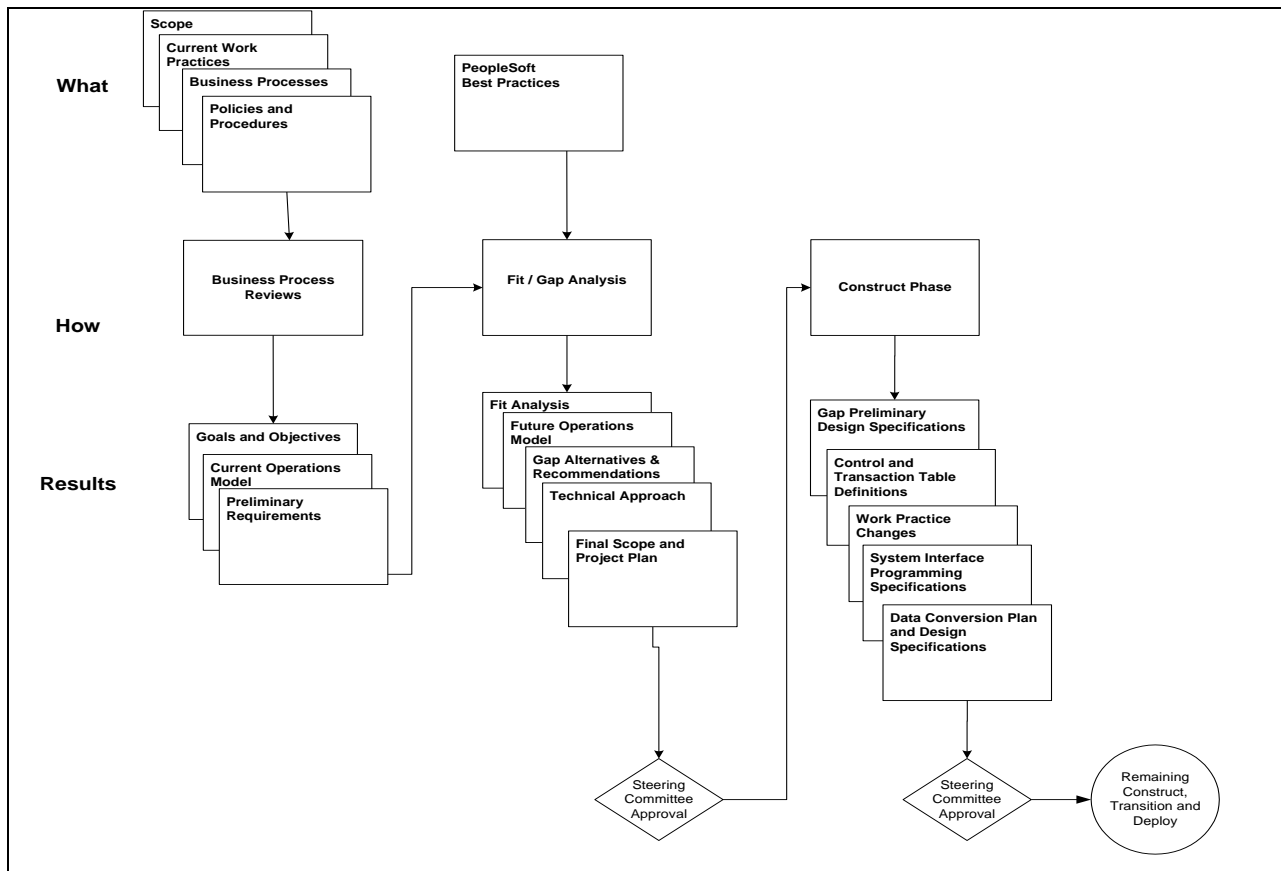 What
Scope
Current Work
Practices
Business Processes
Policies and
Procedures
PeopleSoft
Best Practices
How
Business Process
Reviews
Fit / Gap Analysis
Construct Phase
Results
Goals and Objectives
Current Operations
Model
Preliminary
Requirements
Fit Analysis
Future Operations
Model
Gap Alternatives &
Recommendations
Technical Approach
Final Scope and
Project Plan
Gap Preliminary
Design Specifications
Control and
Transaction Table
Definitions
Work Practice
Changes
System Interface
Programming
Specifications
Data Conversion Plan
and Design
Specifications
Steering
Committee
Approval
Steering
Committee
Approval
Remaining
Construct,
Transition and
Deploy